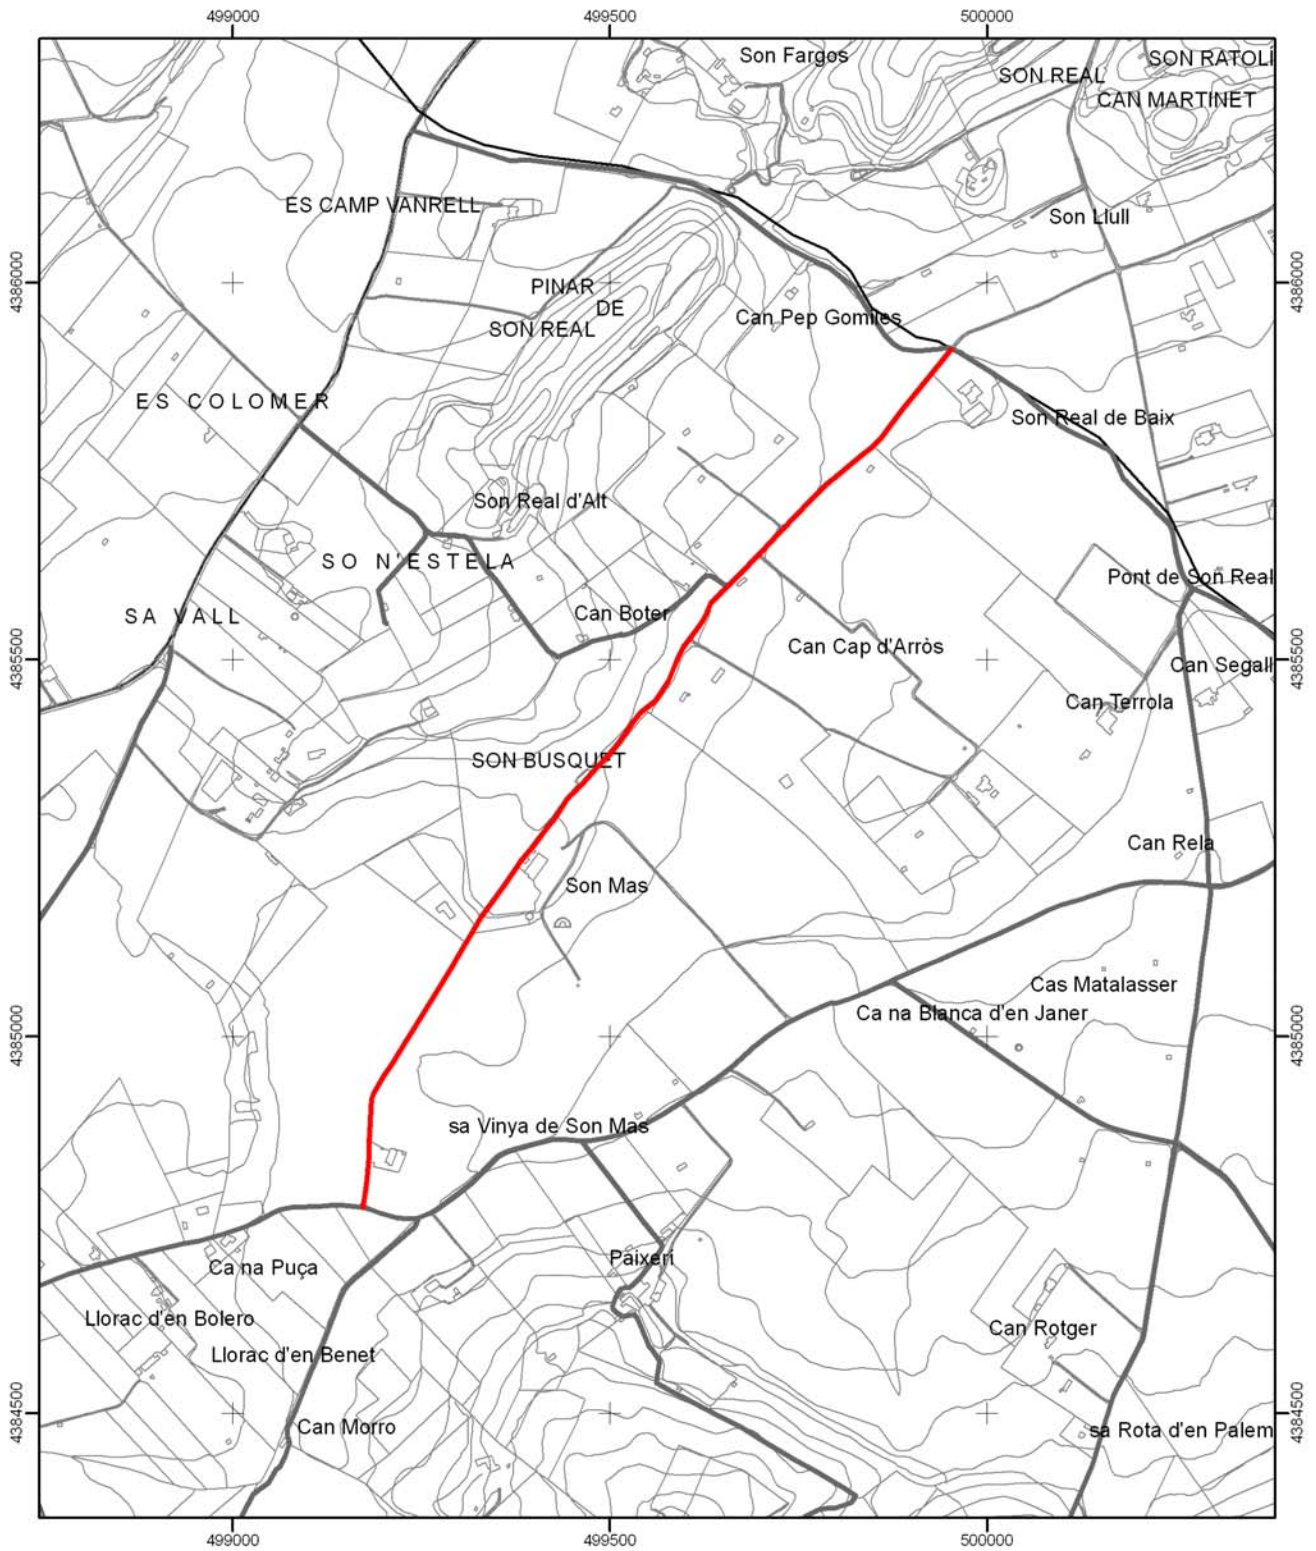 499000 499500 500000
Son Fargos
SON RATOLÍ
SON REAL
CAN MARTINET
ES CAMP VANRELL
Son Llull
4386000
4386000
PINAR
DE
SON REAL
Can Pep Gomiles
ES COLOMER
Son Real de Baix
Son Real d'Alt
SO N'ESTELA
Pont de Son Real
Can Boter
SA VALL
Can Cap d'Arròs
4385500
4385500
Can Segall
Can Terrola
SON BUSQUET
Can Rela
Son Mas
Cas Matalasser
Ca na Blanca d'en Janer
4385000
4385000
sa Vinya de Son Mas
Paixerí
Ca na Puça
Llorac d'en Bolero
Can Rotger
Llorac d'en Benet
Can Morro
sa Rota d'en Palem
4384500
4384500
499000 499500 500000